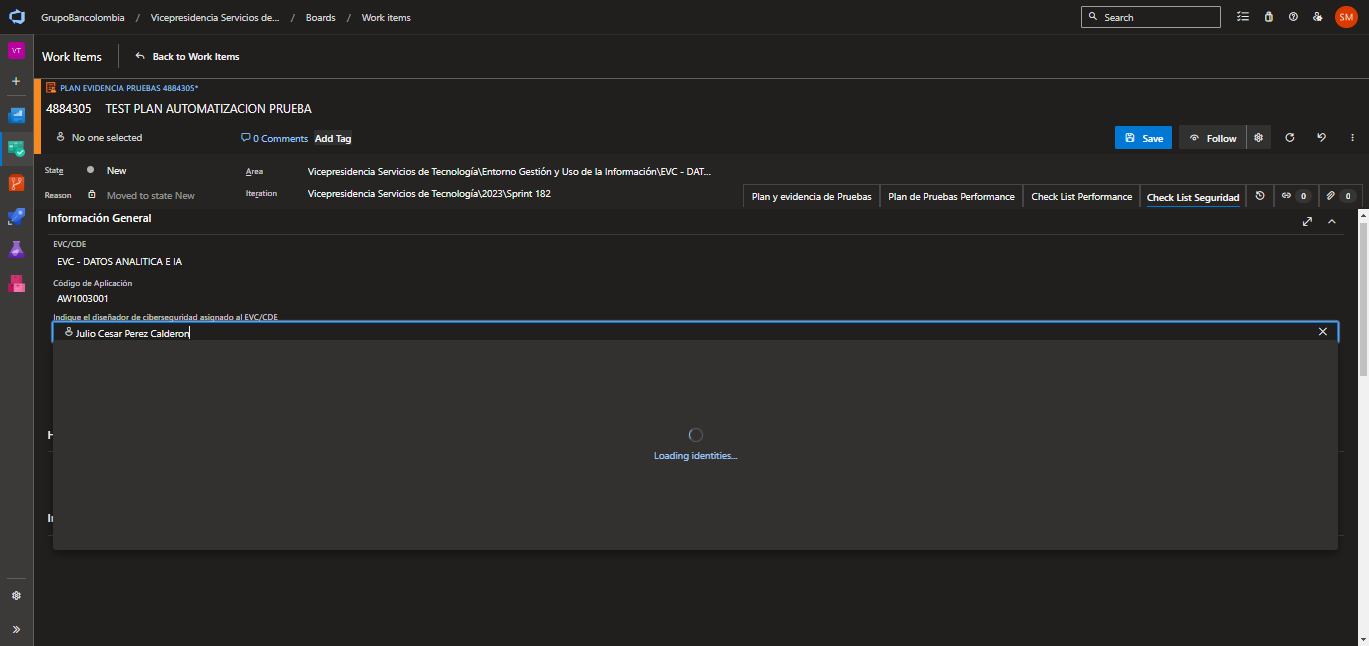 GrupoBancolombia / Vicepresidencia Servicios de... / Boards / Work items
Search
SM
VT
Work Items
Back to Work Items
PLAN EVIDENCIA PRUEBAS 4884305*
4884305 TEST PLAN AUTOMATIZACION PRUEBA
No one selected
0 Comments
Add Tag
Save
Follow
State New
Area Vicepresidencia Servicios de Tecnología\Entorno Gestión y Uso de la Información\EVC - DAT...
Reason Moved to state New
Iteration Vicepresidencia Servicios de Tecnología\2023\Sprint 182
Plan y evidencia de Pruebas
Plan de Pruebas Performance
Check List Performance
Check List Seguridad
0
0
Información General
EVC/CDE
EVC - DATOS ANALITICA E IA
Código de Aplicación
AW1003001
Indique el diseñador de ciberseguridad asignado al EVC/CDE
Julio Cesar Perez Calderon
Loading identities...